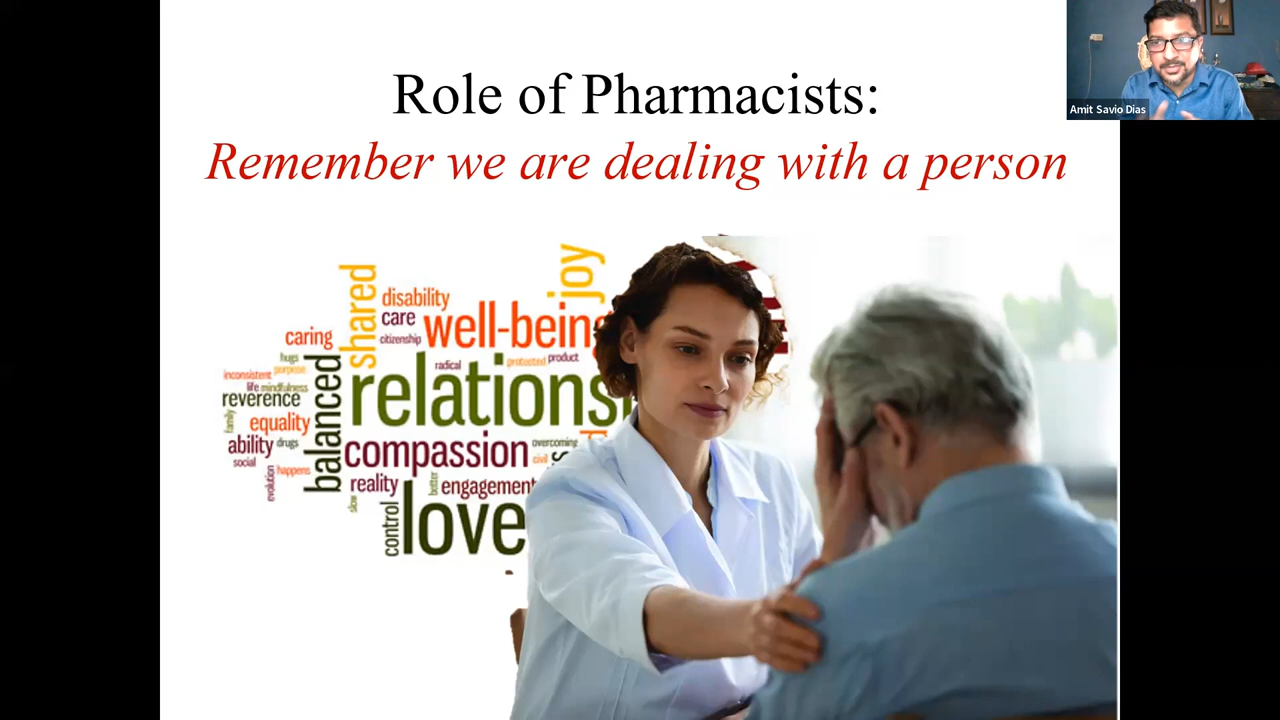 Role of Pharmacists:
Remember we are dealing with a person
Amit Savio Dias
joy
shared
disability
care
well-being
caring
citizenship
hugs
radical
protected
product
purpose
inconsistent
balanced
relations
life
mindfulness
reverence
family
equality
ability
drugs
compassion
overcoming
civil
social
evolution
happens
reality
better
engagement
slow
control
love